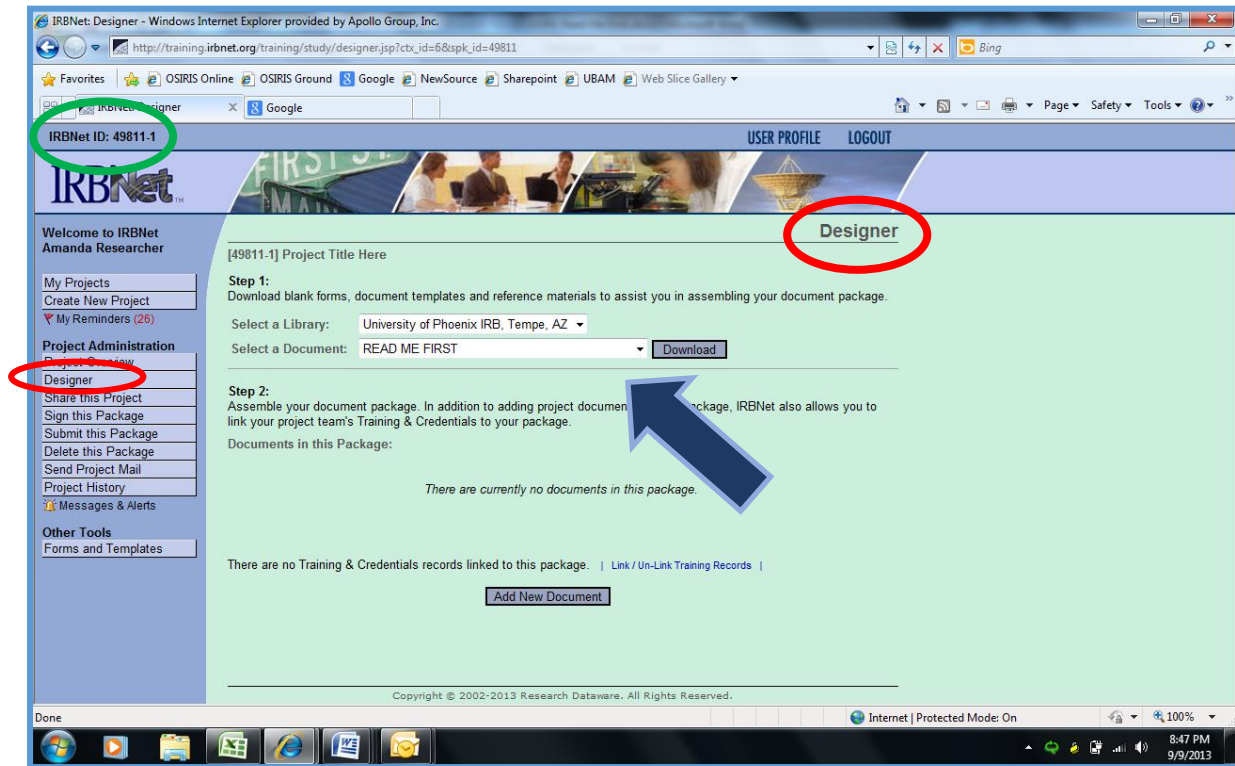 IRBNet: Designer - Windows Internet Explorer provided by Apollo Group, Inc.
http://training.irbnet.org/training/study/designer.jsp?ctx_id=6&spk_id=49811
Bing
Favorites OSIRIS Online OSIRIS Ground Google NewSource Sharepoint UBAM Web Slice Gallery
IRBNet: Designer Google Page Safety Tools
IRBNet ID: 49811-1 USER PROFILE LOGOUT
FIRST ST.
MAIN
IRBNet TM
Welcome to IRBNet
Amanda Researcher
Designer
[49811-1] Project Title Here
My Projects
Create New Project
My Reminders (26)
Project Administration
Project Overview
Designer
Share this Project
Sign this Package
Submit this Package
Delete this Package
Send Project Mail
Project History
Messages & Alerts
Other Tools
Forms and Templates
Step 1:
Download blank forms, document templates and reference materials to assist you in assembling your document package.
Select a Library: University of Phoenix IRB, Tempe, AZ
Select a Document: READ ME FIRST Download
Step 2:
Assemble your document package. In addition to adding project documen ckage, IRBNet also allows you to
link your project team's Training & Credentials to your package.
Documents in this Package:
There are currently no documents in this package.
There are no Training & Credentials records linked to this package. | Link / Un-Link Training Records |
Add New Document
Copyright © 2002-2013 Research Dataware. All Rights Reserved.
Done Internet | Protected Mode: On 100%
8:47 PM
9/9/2013